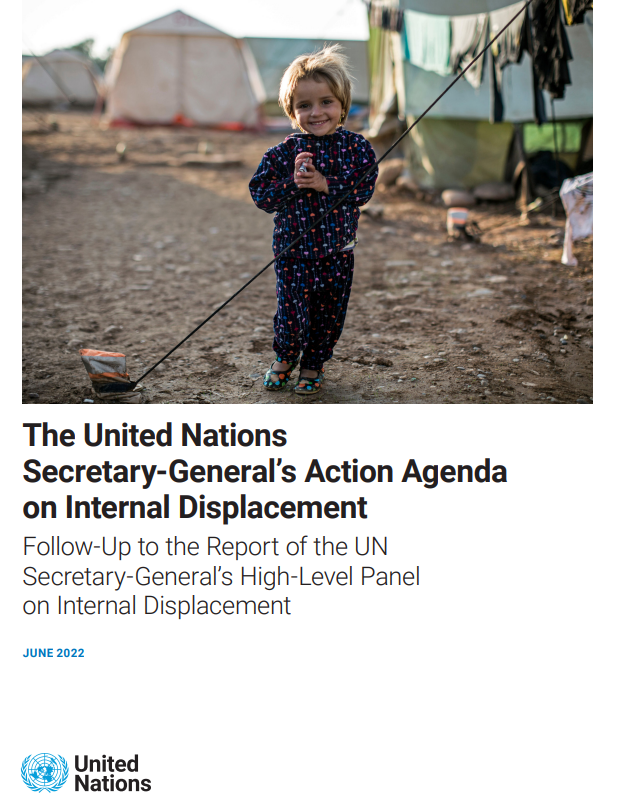 The United Nations
Secretary-General's Action Agenda
on Internal Displacement
Follow-Up to the Report of the UN
Secretary-General's High-Level Panel
on Internal Displacement
JUNE 2022
United
Nations